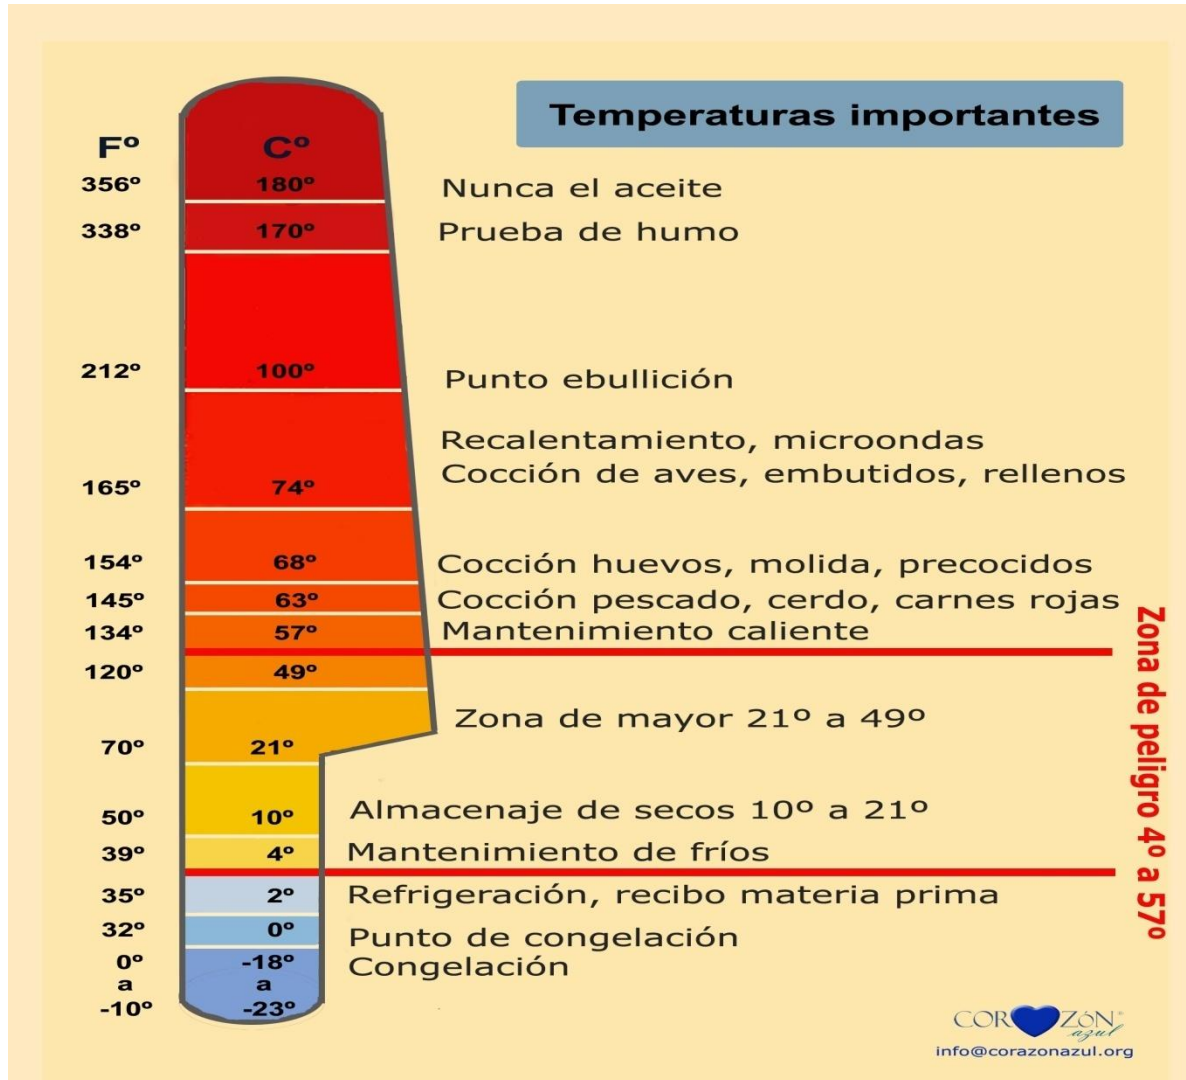 Temperaturas importantes
Fº Cº
356º 180º Nunca el aceite
338º 170º Prueba de humo
212º 100º Punto ebullición
Recalentamiento, microondas
165º 74º Cocción de aves, embutidos, rellenos
154º 68º Cocción huevos, molida, precocidos
145º 63º Cocción pescado, cerdo, carnes rojas
134º 57º Mantenimiento caliente
120º 49º
Zona de mayor 21º a 49º
70º 21º
50º 10º Almacenaje de secos 10º a 21º
39º 4º Mantenimiento de fríos
35º 2º Refrigeración, recibo materia prima
32º 0º Punto de congelación
0º -18º Congelación
a a
-10º -23º
Zona de peligro 4º a 57º
CORAZÓN®
azul
info@corazonazul.org